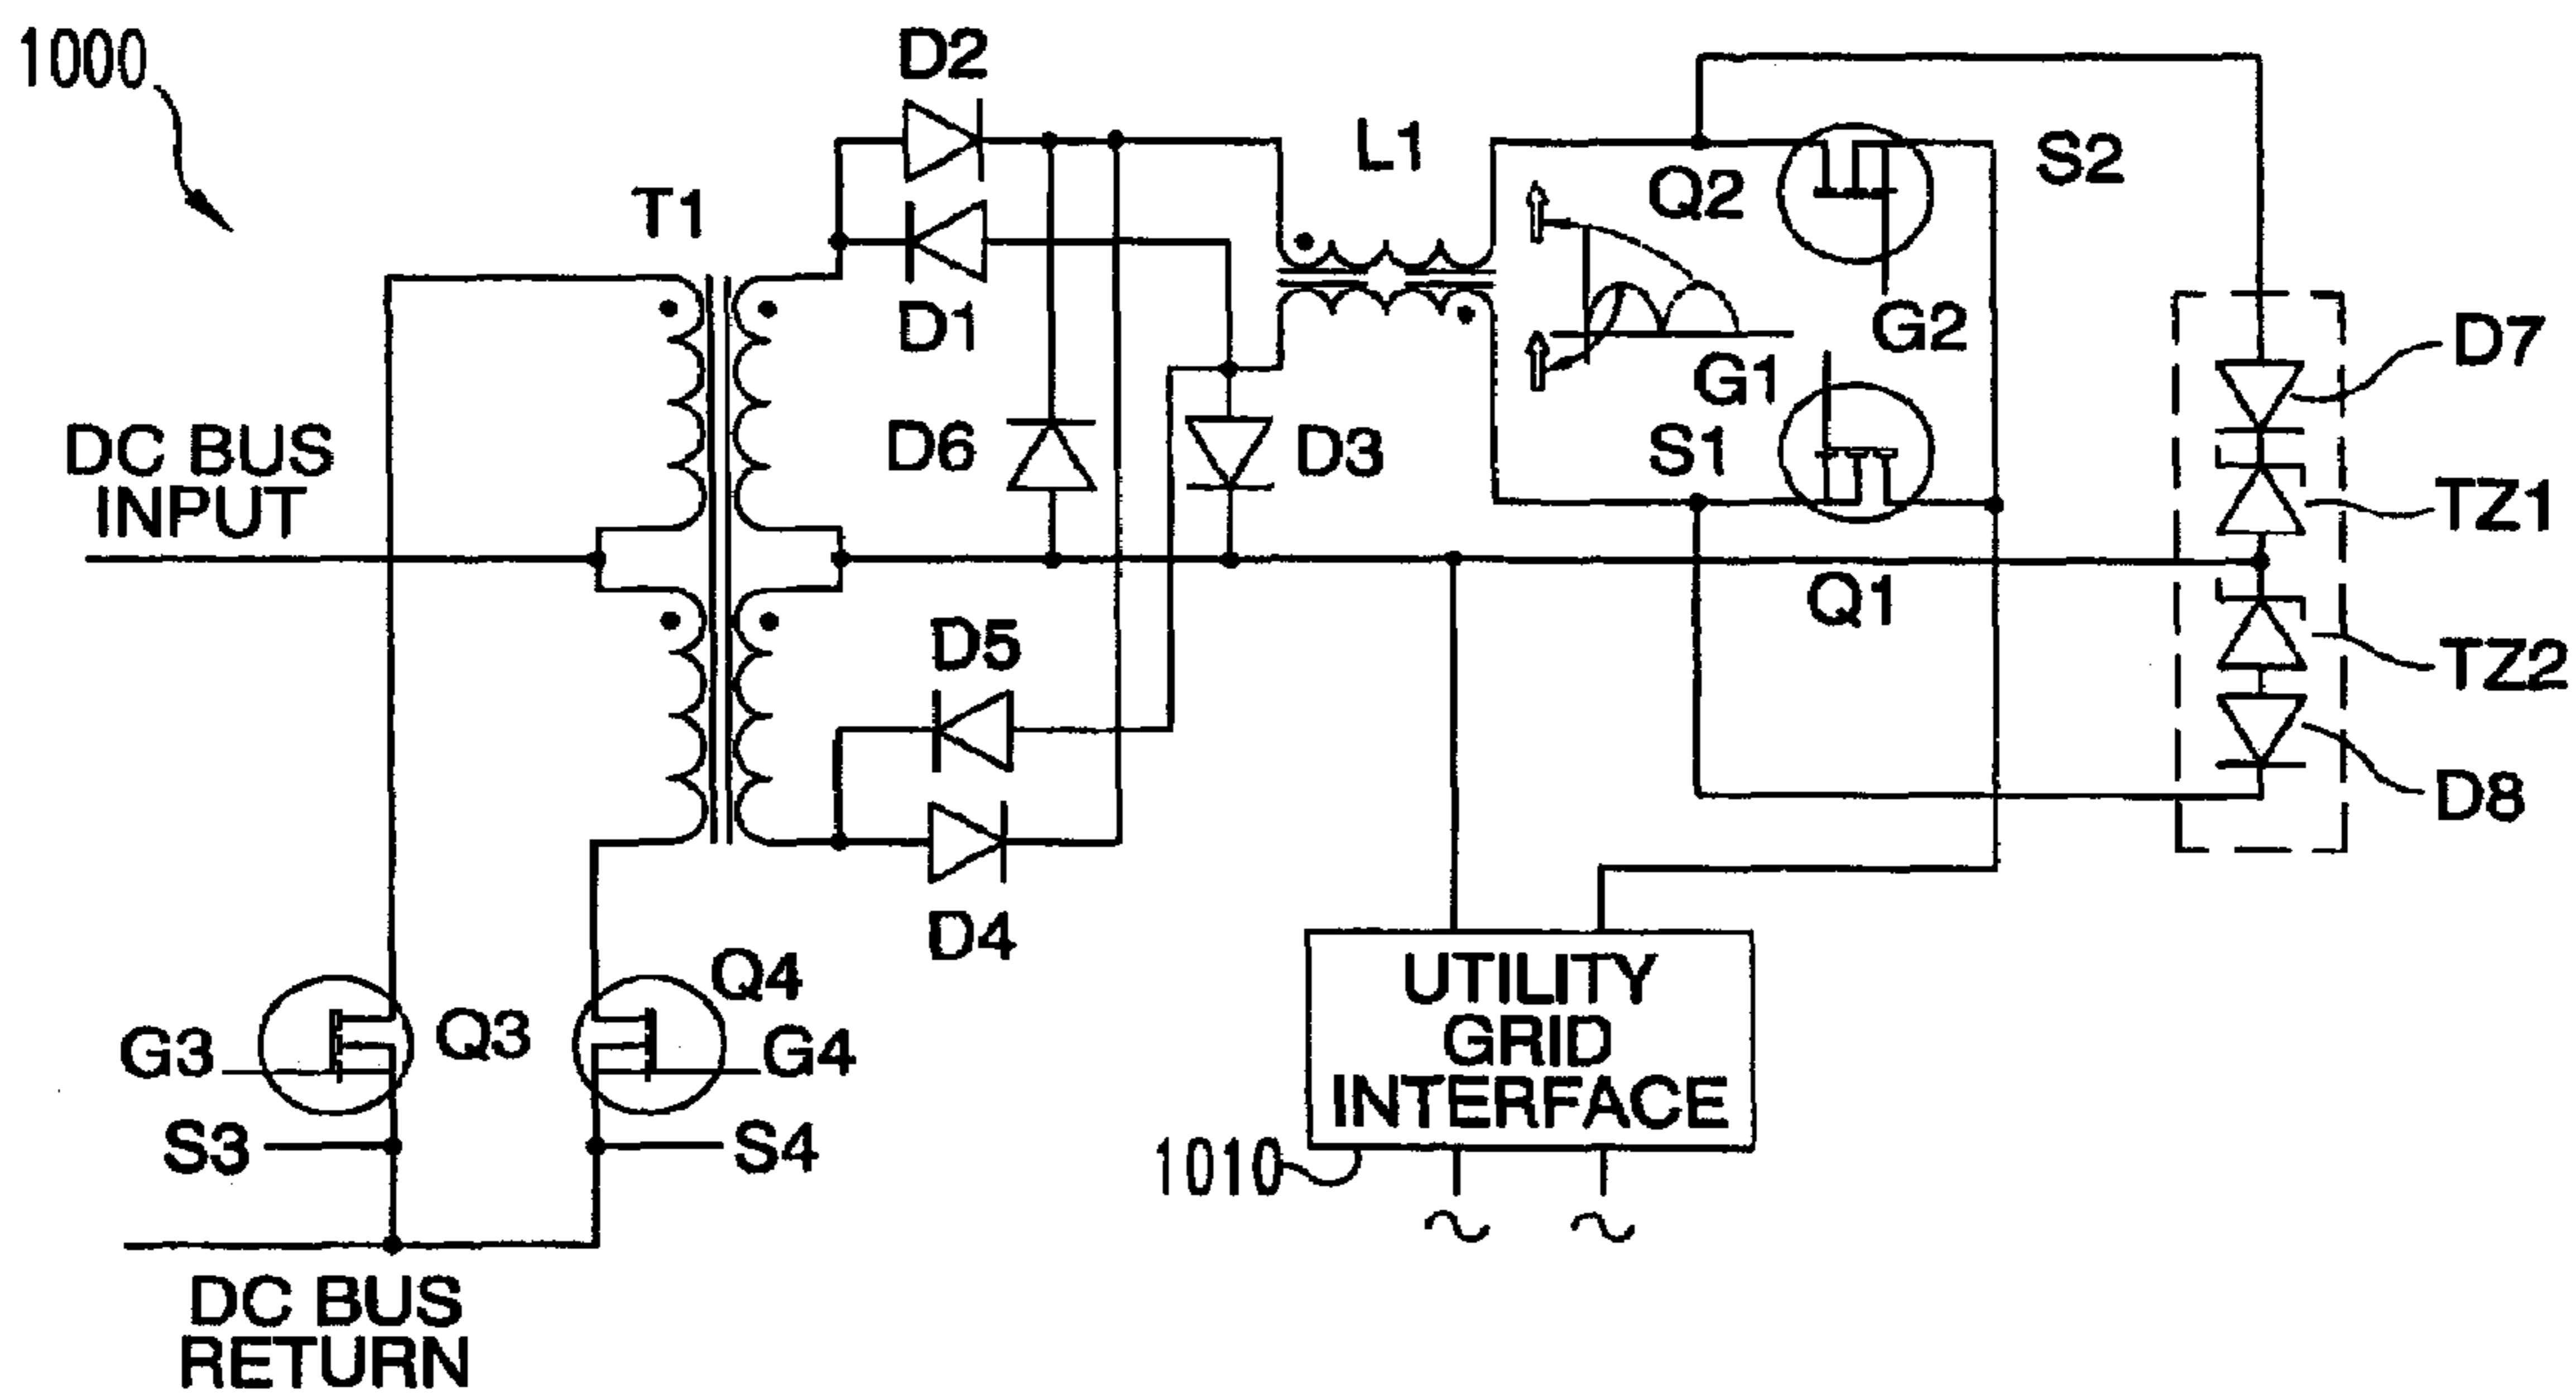 1000
D2
L1
S2
Q2
T1
D1
G2
G1
D7
DC BUS
INPUT
D6
D3
S1
TZ1
Q1
D5
TZ2
D8
D4
Q4
UTILITY
GRID
INTERFACE
G3
Q3
G4
S3
S4
1010
DC BUS
RETURN